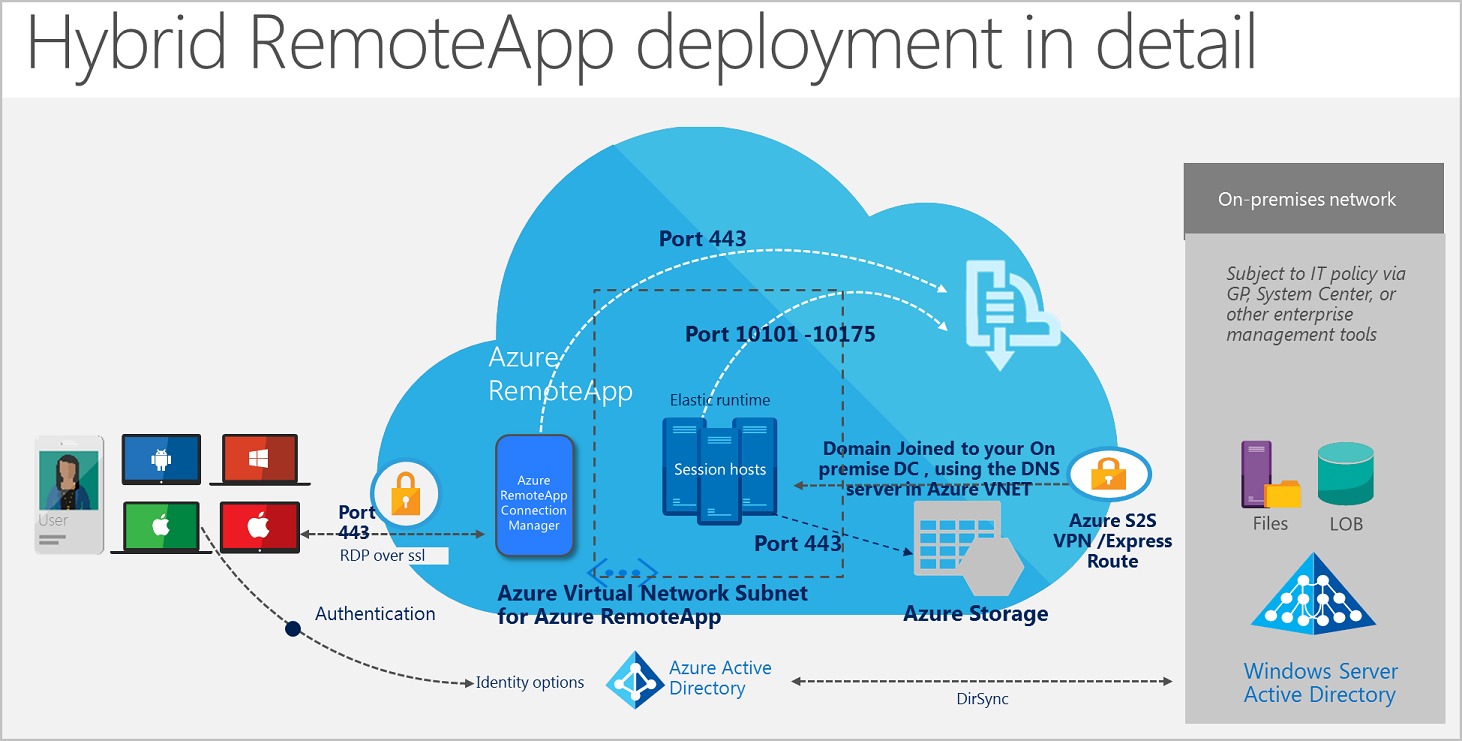 Hybrid RemoteApp deployment in detail
On-premises network
Subject to IT policy via
GP, System Center, or
other enterprise
management tools
Port 443
Port 10101 -10175
Azure
RemoteApp
Elastic runtime
Session hosts
Azure
RemoteApp
Connection
Manager
Domain Joined to your On
premise DC , using the DNS
server in Azure VNET
User
Port
443
RDP over ssl
Port 443
Azure S2S
VPN /Express
Route
Files
LOB
Azure Virtual Network Subnet
for Azure RemoteApp
Azure Storage
Authentication
Identity options
Azure Active
Directory
DirSync
Windows Server
Active Directory